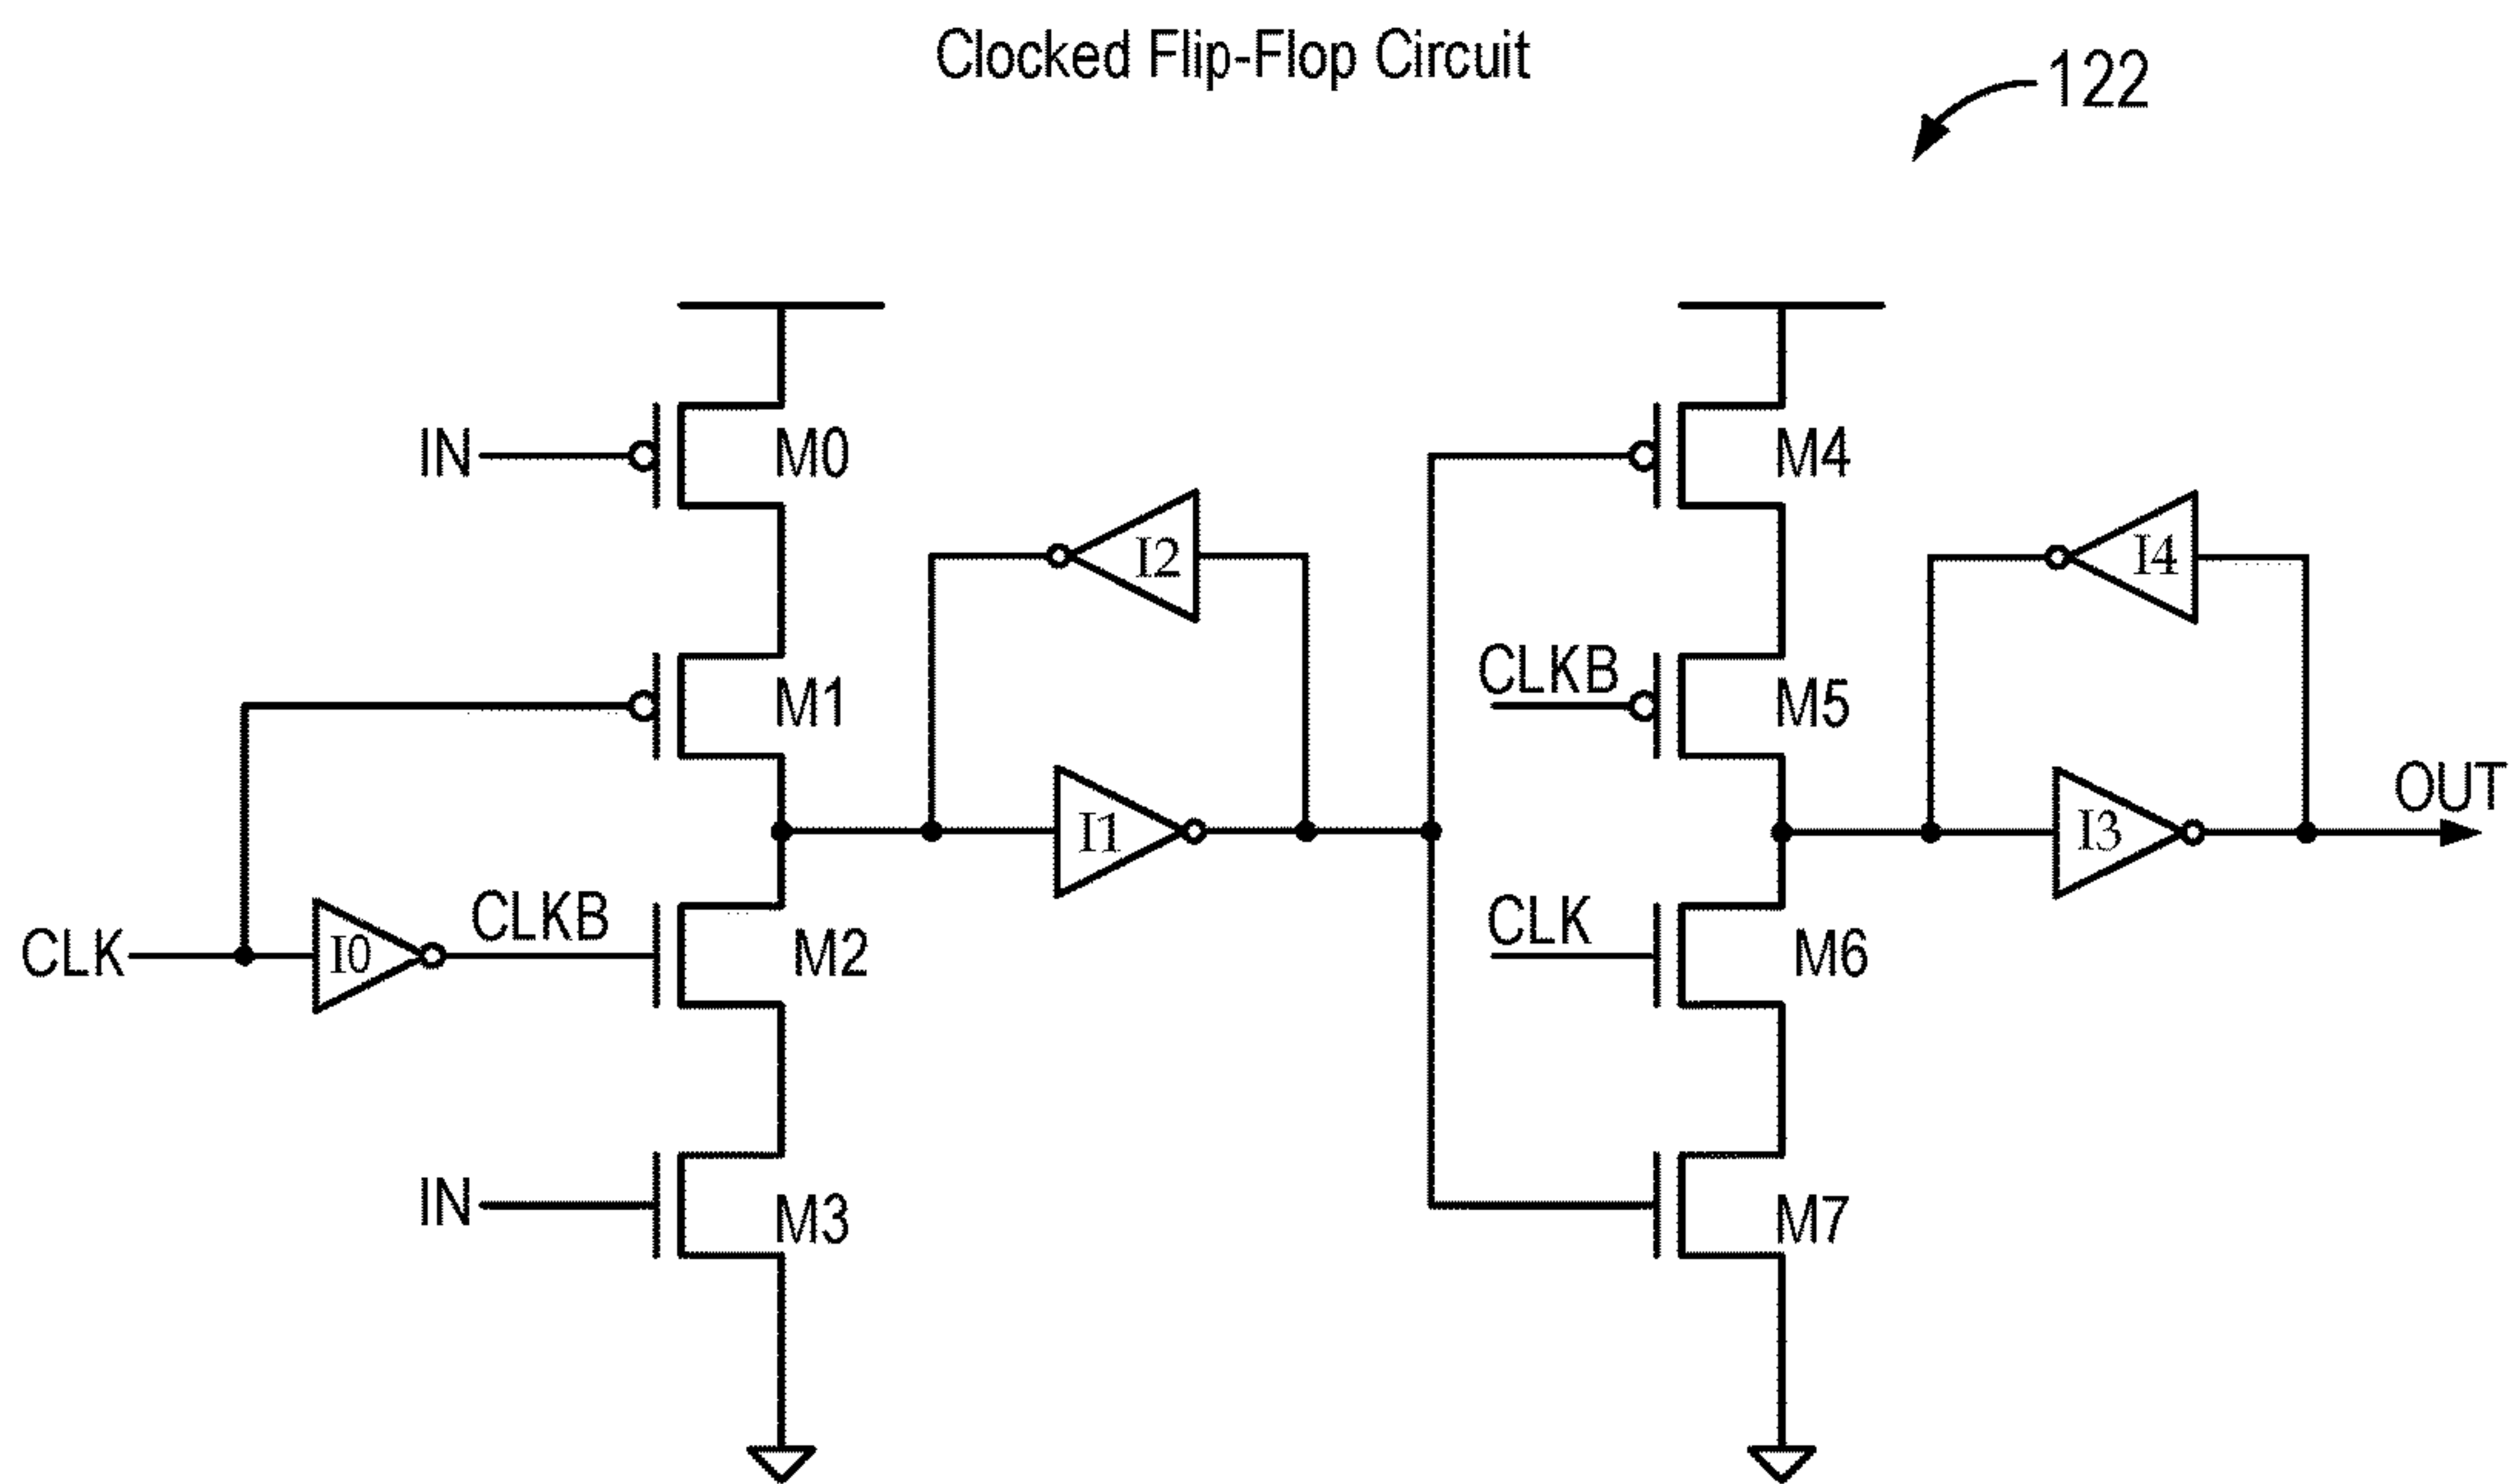 Clocked Flip-Flop Circuit
122
IN
M0
M4
I2
I4
CLKB
M1
M5
OUT
I1
I3
CLK
I0
CLKB
M2
CLK
M6
IN
M3
M7